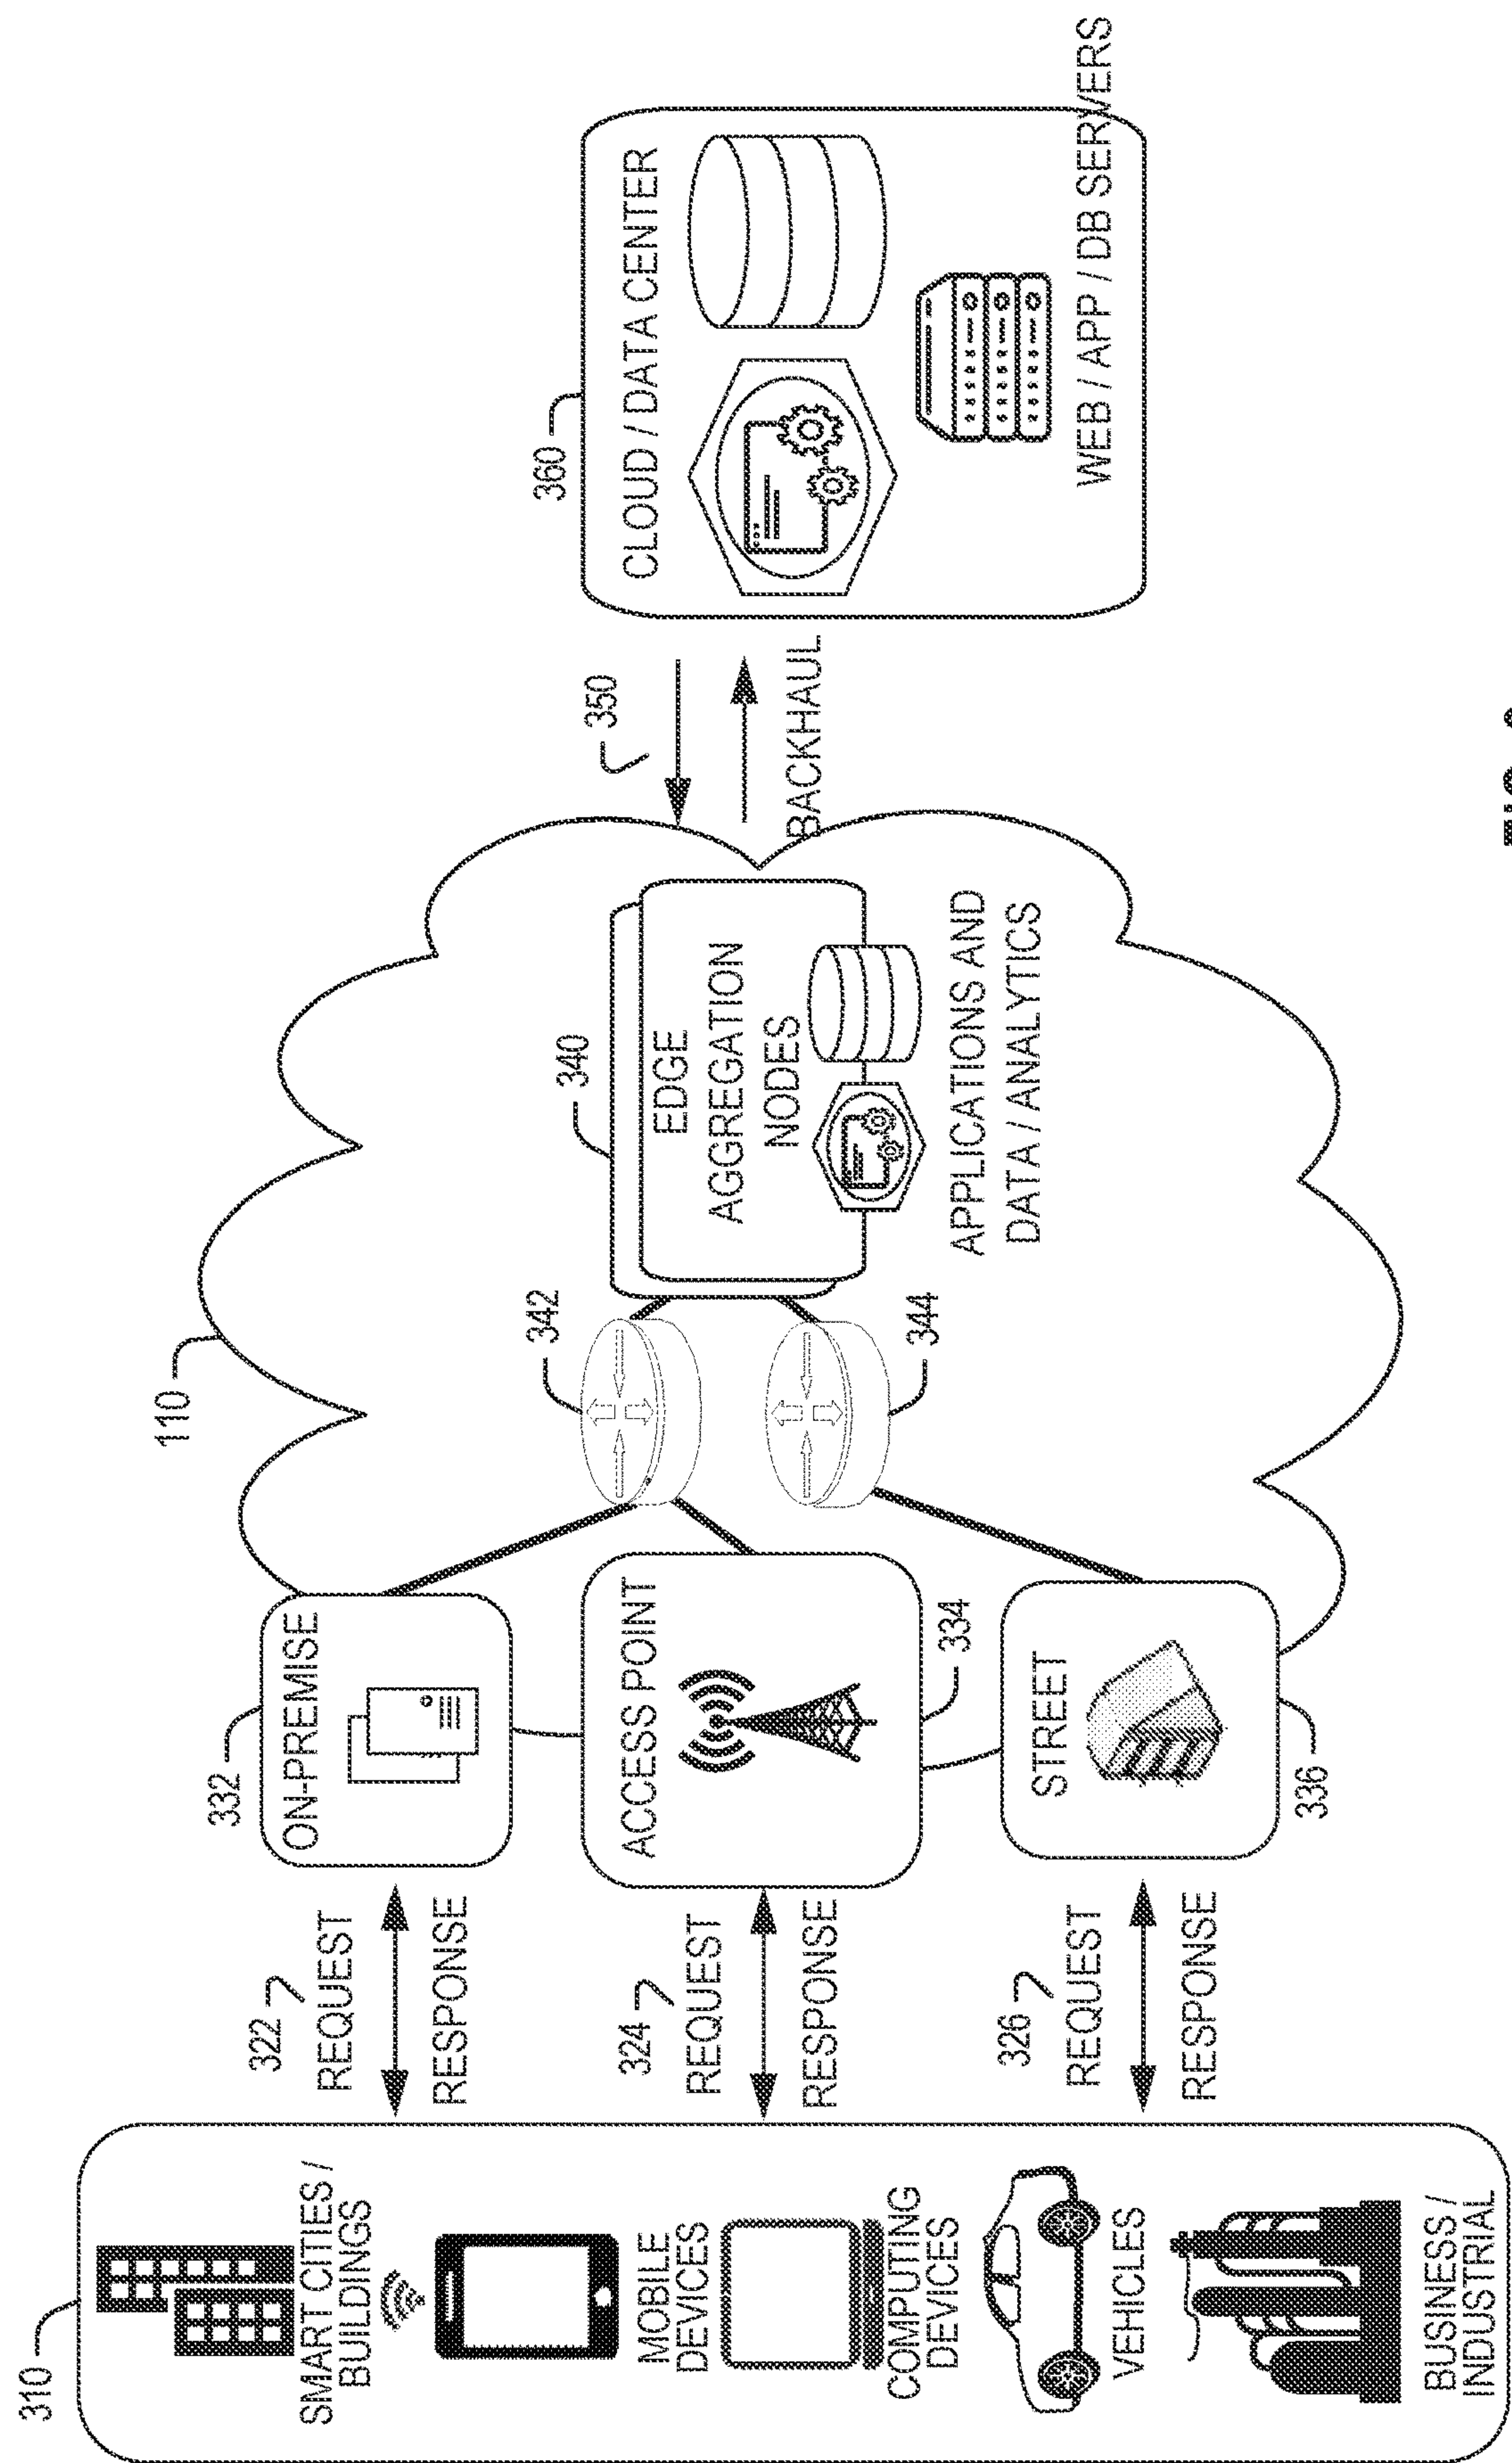 310
SMART CITIES /
BUILDINGS
MOBILE
DEVICES
COMPUTING
DEVICES
VEHICLES
BUSINESS /
INDUSTRIAL
322
REQUEST
RESPONSE
324
REQUEST
RESPONSE
326
REQUEST
RESPONSE
332
ON-PREMISE
ACCESS POINT
334
STREET
336
110
342
344
340
EDGE
AGGREGATION
NODES
APPLICATIONS AND
DATA / ANALYTICS
350
BACKHAUL
360
CLOUD / DATA CENTER
WEB / APP / DB SERVERS